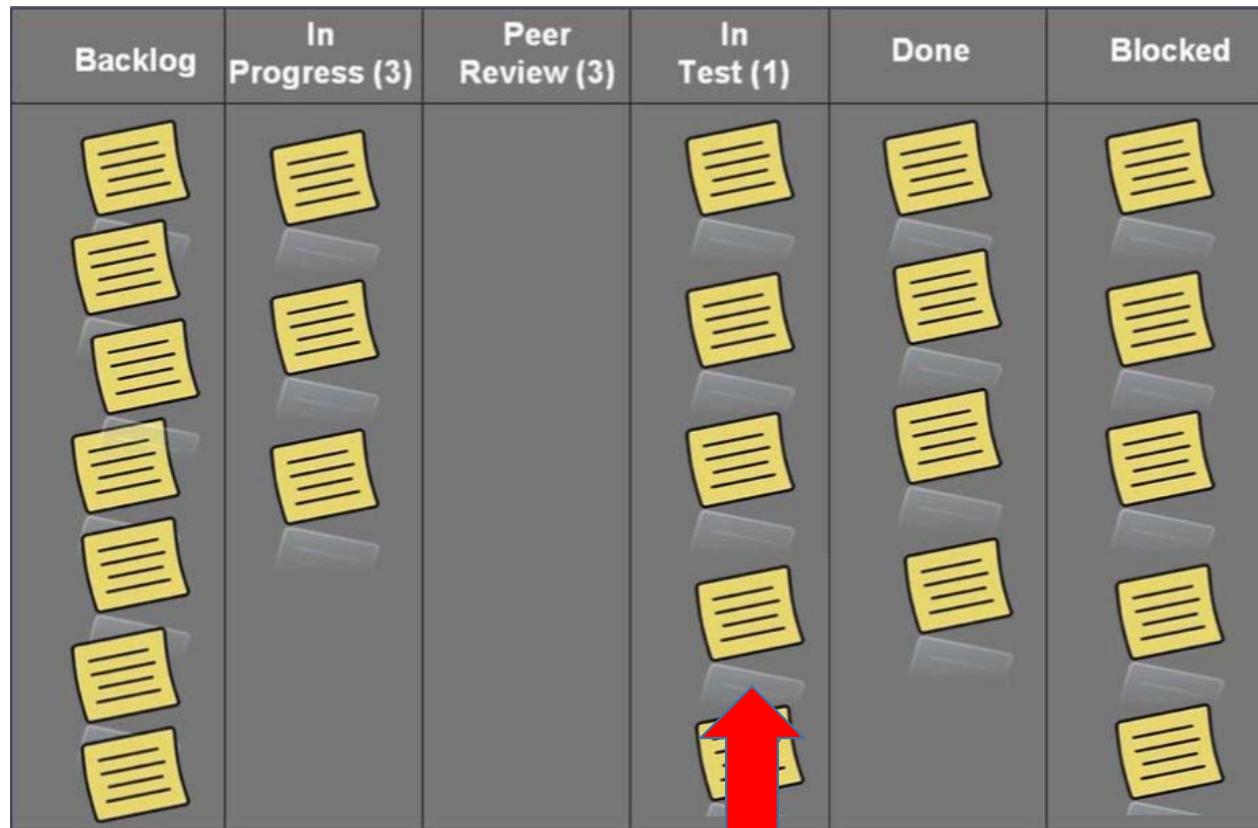 Backlog
In
Progress (3)
Peer
Review (3)
In
Test (1)
Done
Blocked